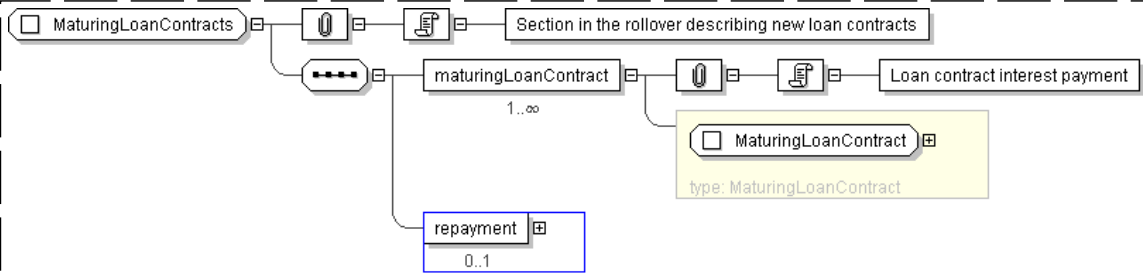 MaturingLoanContracts
Section in the rollover describing new loan contracts
maturingLoanContract
Loan contract interest payment
1..∞
MaturingLoanContract
type: MaturingLoanContract
repayment
0..1